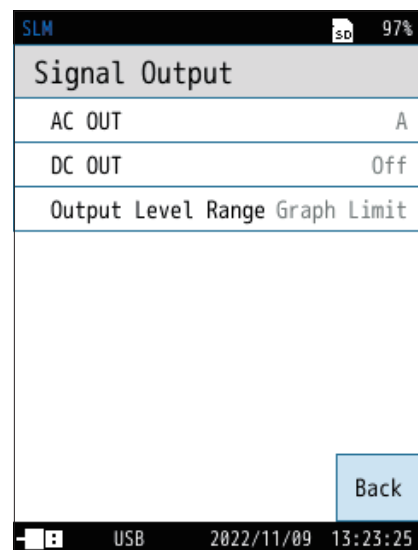 SLM SD 97%
Signal Output
AC OUT A
DC OUT Off
Output Level Range Graph Limit
Back
USB 2022/11/09 13:23:25